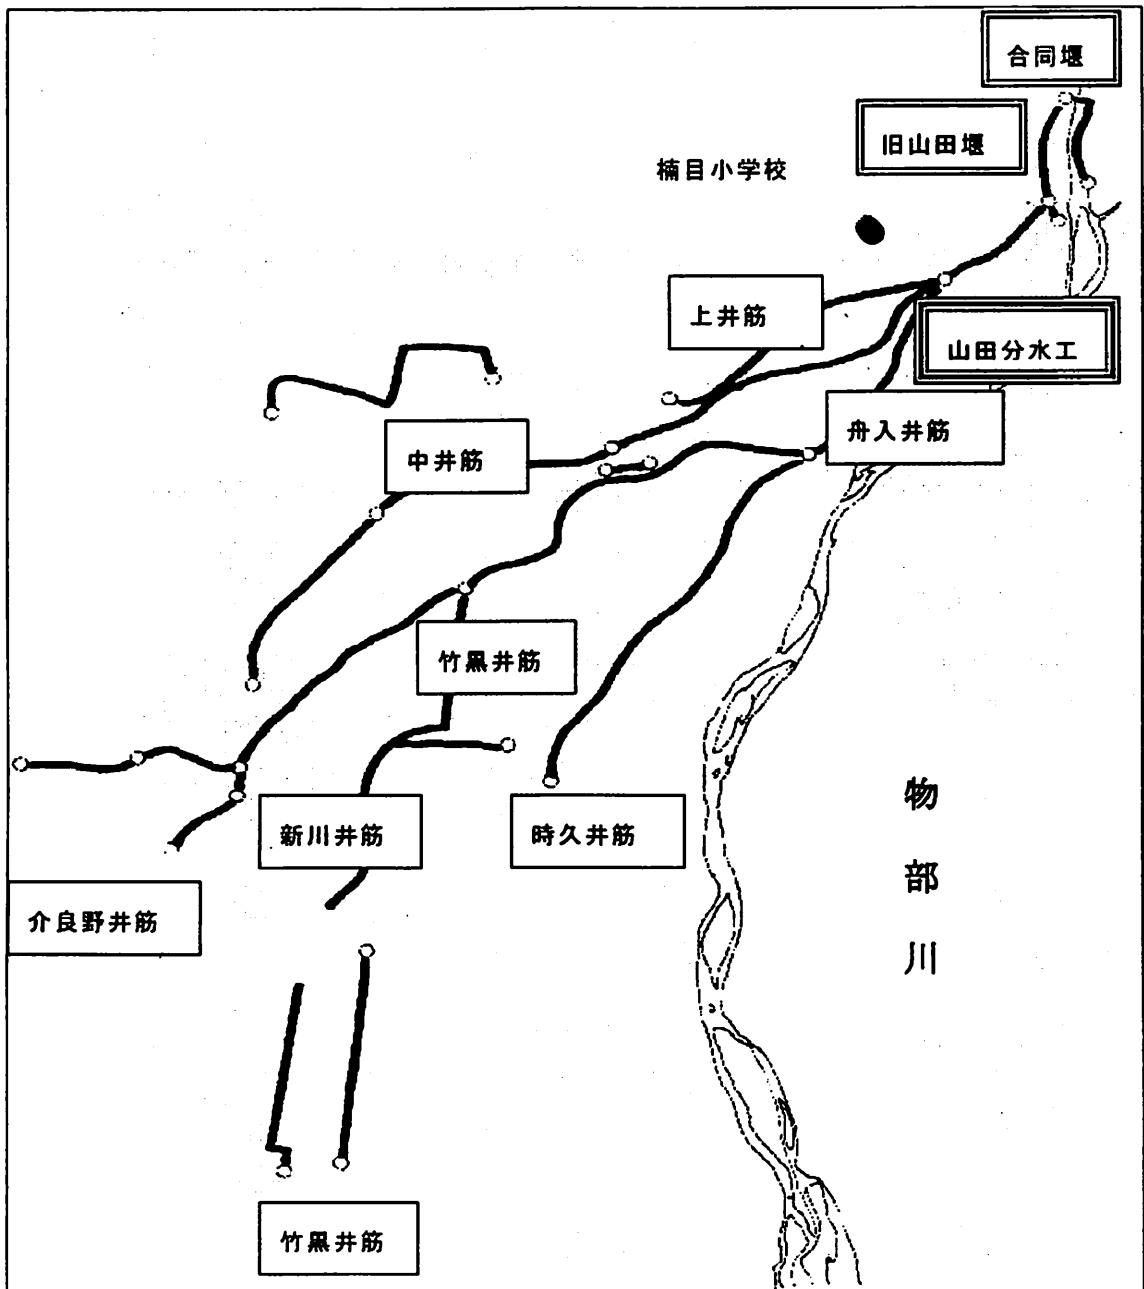 合同堰
旧山田堰
楠目小学校
上井筋
山田分水工
舟入井筋
中井筋
竹黒井筋
新川井筋
時久井筋
介良野井筋
物部川
竹黒井筋